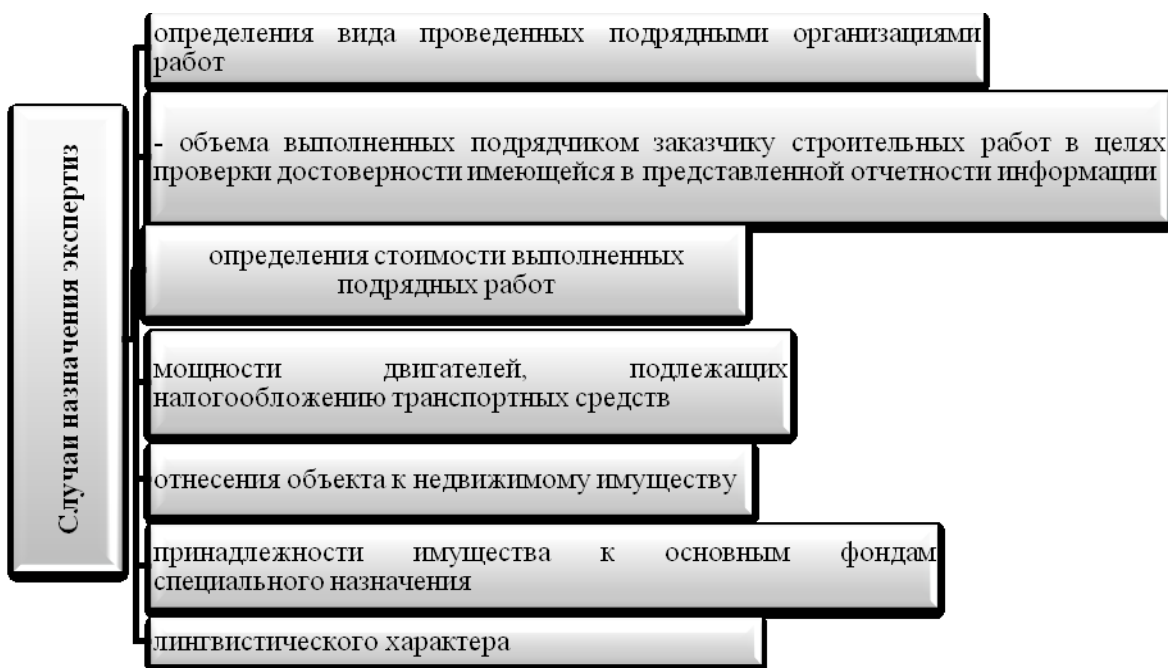 Случаи назначения экспертиз
определения вида проведенных подрядными организациями
работ
- объема выполненных подрядчиком заказчику строительных работ в целях
проверки достоверности имеющейся в представленной отчетности информации
определения стоимости выполненных
подрядных работ
мощности двигателей, подлежащих
налогообложению транспортных средств
отнесения объекта к недвижимому имуществу
принадлежности имущества к основным фондам
специального назначения
лингвистического характера